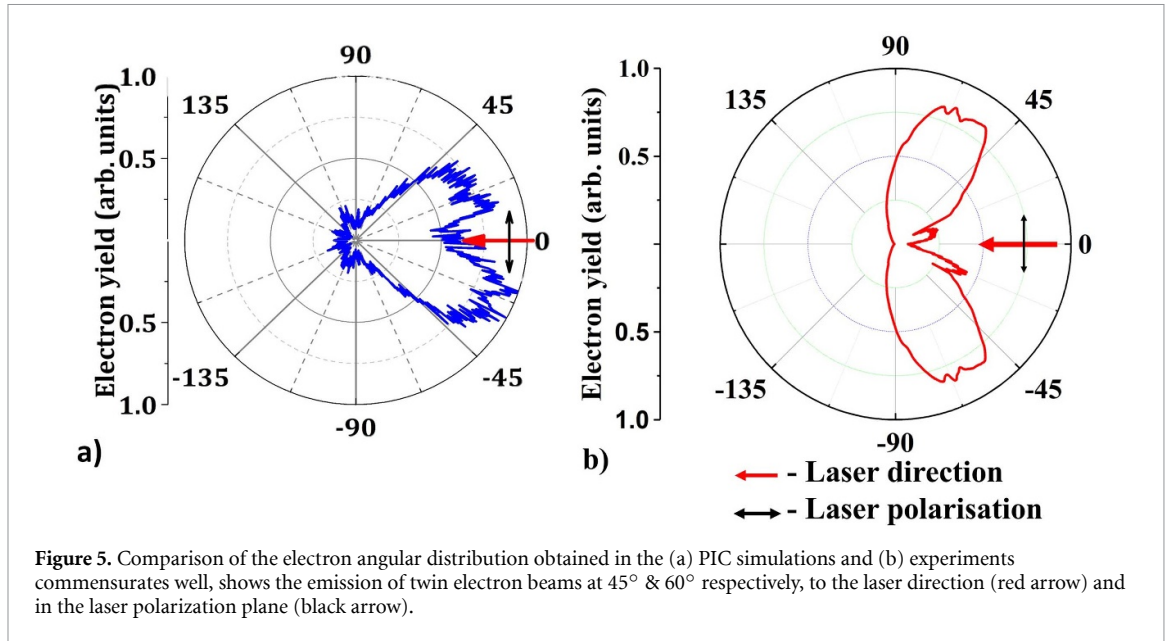 90
1.0
135
45
0.5
Electron yield (arb. units)
0
0.5
-135
-45
1.0
-90
a)
90
1.0
135
45
0.5
Electron yield (arb. units)
0
0.5
-135
-45
1.0
-90
b)
- Laser direction
- Laser polarisation
Figure 5. Comparison of the electron angular distribution obtained in the (a) PIC simulations and (b) experiments
commensurates well, shows the emission of twin electron beams at 45° & 60° respectively, to the laser direction (red arrow) and
in the laser polarization plane (black arrow).